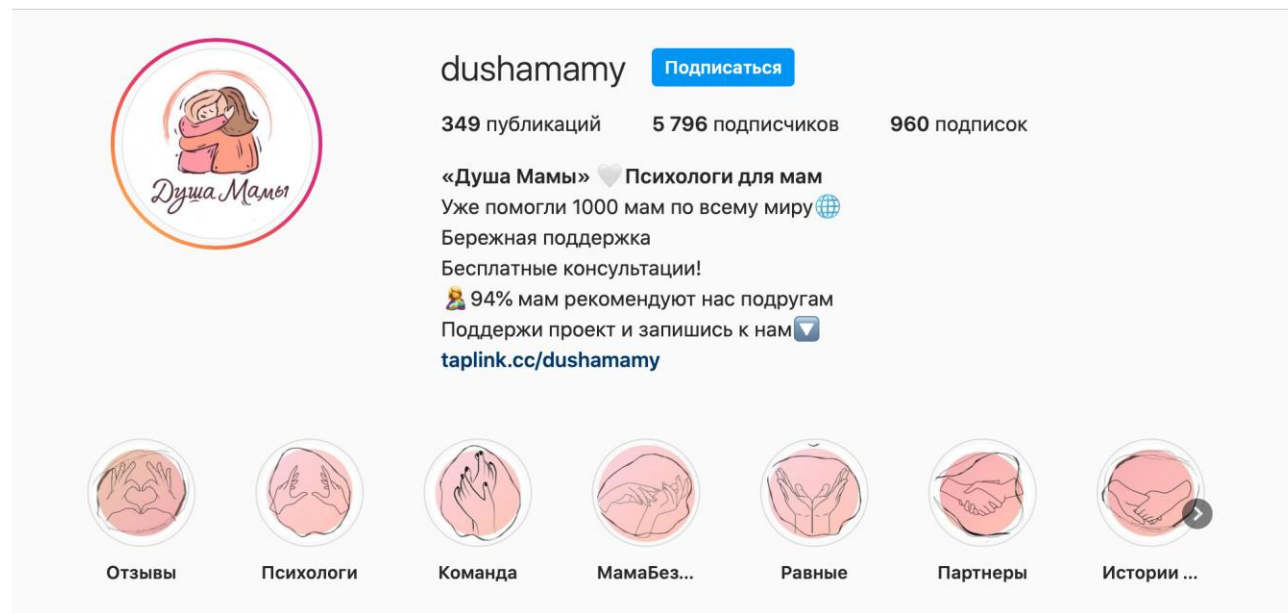 Душа Мамы
dushamamy Подписаться
349 публикаций 5 796 подписчиков 960 подписок
«Душа Мамы» 🤍 Психологи для мам
Уже помогли 1000 мам по всему миру🌐
Бережная поддержка
Бесплатные консультации!
🤱 94% мам рекомендуют нас подругам
Поддержи проект и запишись к нам🔽
taplink.cc/dushamamy
Отзывы Психологи Команда МамаБез... Равные Партнеры Истории ...